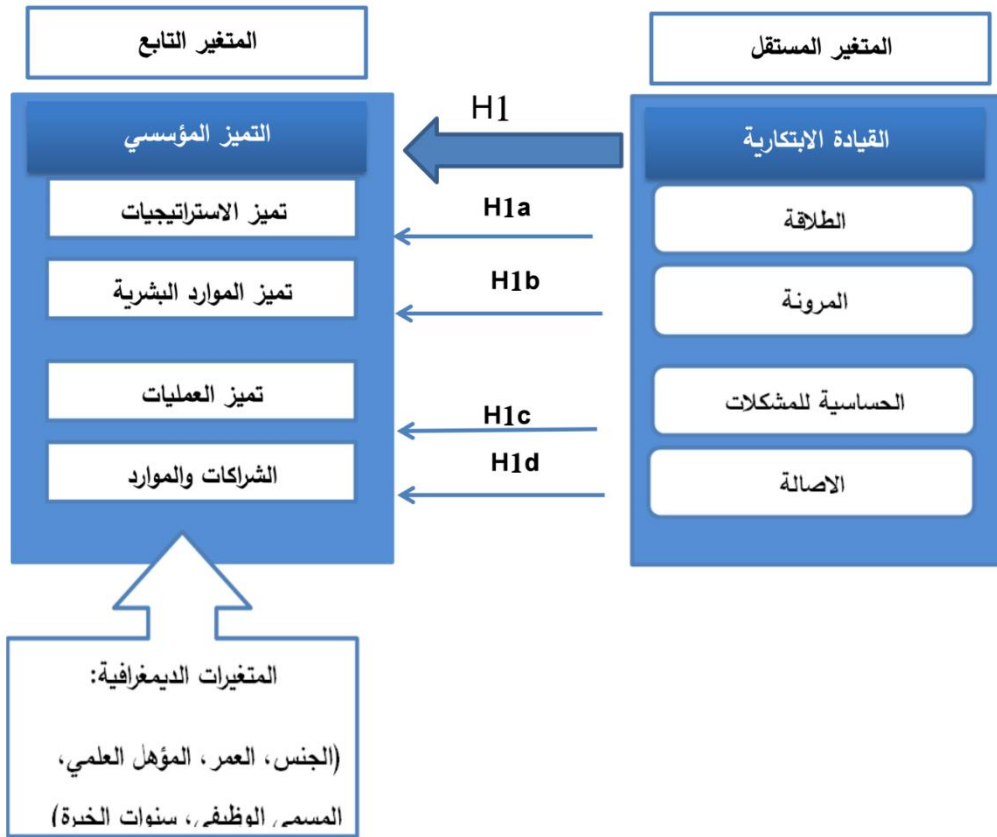 المتغير المستقل
المتغير التابع
القيادة الابتكارية
H1
التميز المؤسسي
الطلاقة
H1a
تميز الاستراتيجيات
المرونة
H1b
تميز الموارد البشرية
الحساسية للمشكلات
H1c
تميز العمليات
الاصالة
H1d
الشراكات والموارد
المتغيرات الديمغرافية:
(الجنس، العمر، المؤهل العلمي،
المسمى الوظيفي، سنوات الخبرة)